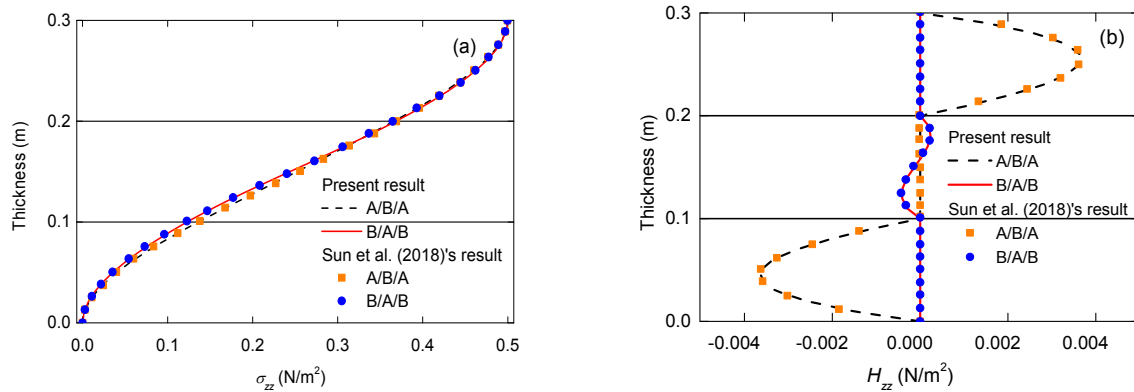 (a)
Thickness (m)
0.3
0.2
0.1
0.0
Present result
A/B/A
B/A/B
Sun et al. (2018)'s result
A/B/A
B/A/B
0.0 0.1 0.2 0.3 0.4 0.5
σzz (N/m²)
(b)
Thickness (m)
0.3
0.2
0.1
0.0
Present result
A/B/A
B/A/B
Sun et al. (2018)'s result
A/B/A
B/A/B
-0.004 -0.002 0.000 0.002 0.004
Hzz (N/m²)